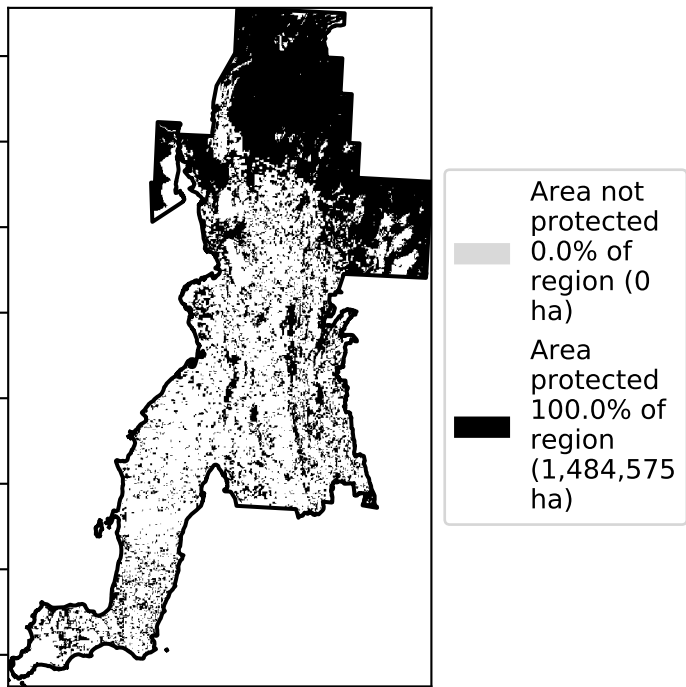 Area not
protected
0.0% of
region (0
ha)
Area
protected
100.0% of
region
(1,484,575
ha)